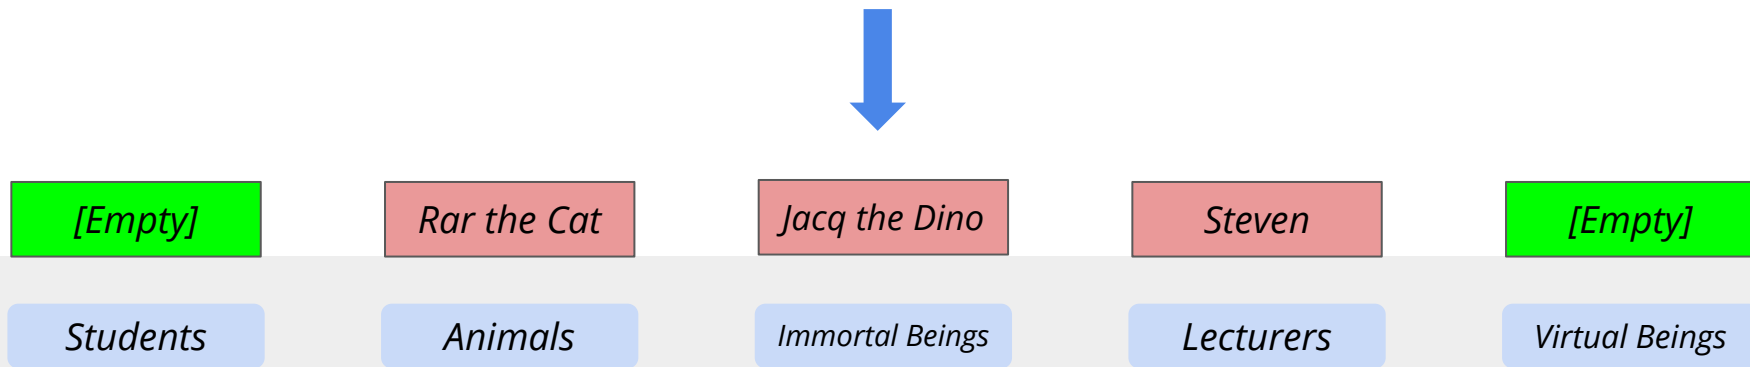 [Empty] Rar the Cat Jacq the Dino Steven [Empty]
Students Animals Immortal Beings Lecturers Virtual Beings